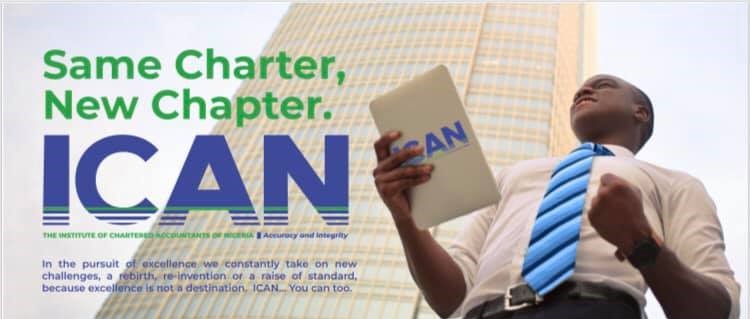 Same Charter,
New Chapter.
ICAN
THE INSTITUTE OF CHARTERED ACCOUNTANTS OF NIGERIA Accuracy and Integrity
In the pursuit of excellence we constantly take on new
challenges, a rebirth, re-invention or a raise of standard,
because excellence is not a destination. ICAN... You can too.
ICAN